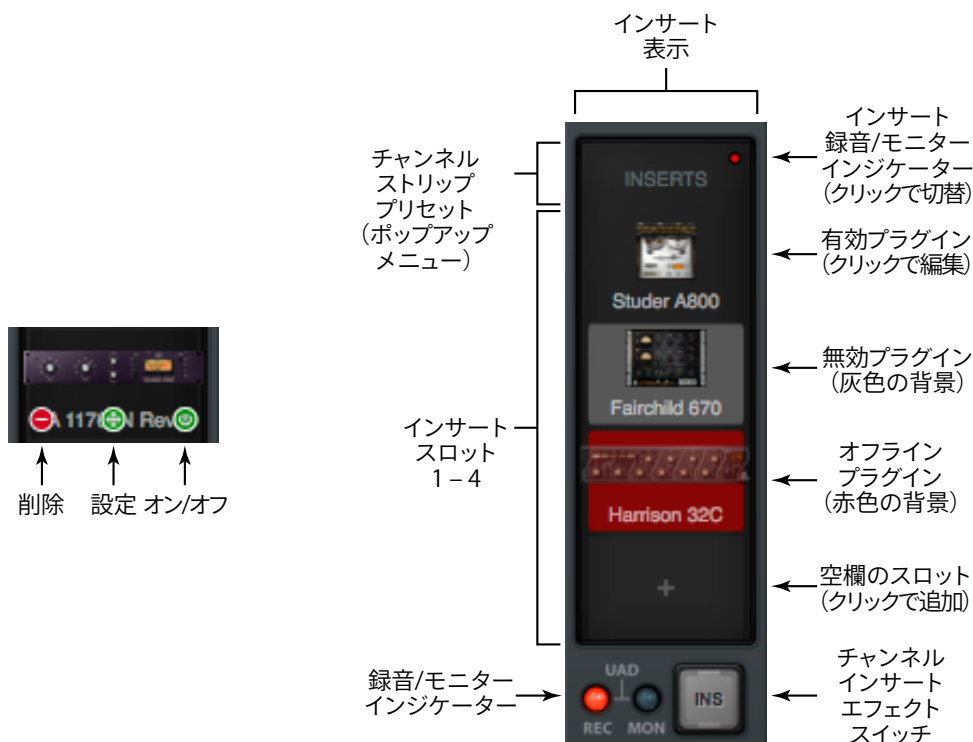 インサート
表示
チャンネル
ストリップ
プリセット
（ポップアップ
メニュー）
インサート
録音/モニター
インジケーター
（クリックで切替）
INSERTS
有効プラグイン
（クリックで編集）
Studer A800
無効プラグイン
（灰色の背景）
Fairchild 670
インサート
スロット
1 – 4
オフライン
プラグイン
（赤色の背景）
Harrison 32C
削除
設定
オン/オフ
+
空欄のスロット
（クリックで追加）
録音/モニター
インジケーター
UAD
REC
MON
INS
チャンネル
インサート
エフェクト
スイッチ